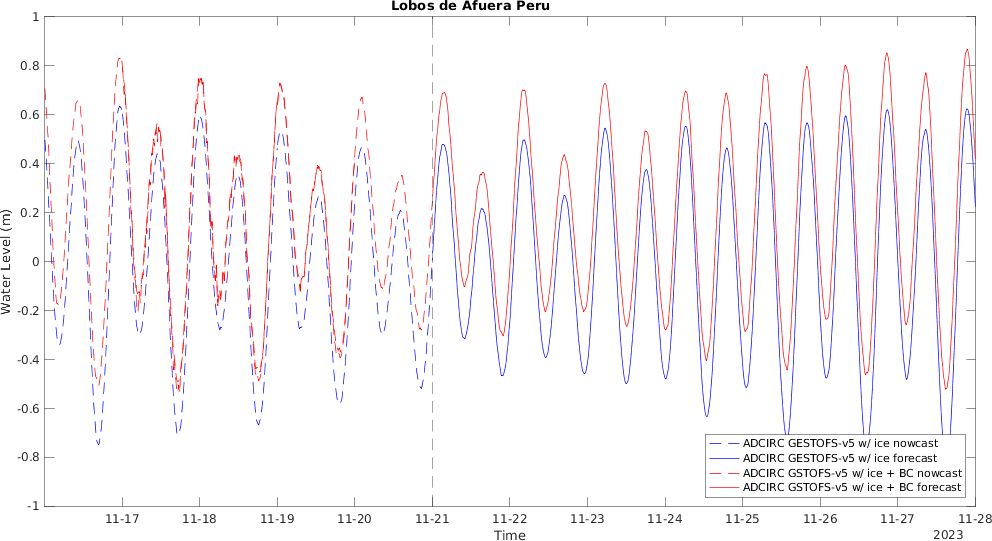 Lobos de Afuera Peru
1
0.8
0.6
0.4
0.2
0
-0.2
-0.4
-0.6
-0.8
-1
Water Level (m)
ADCIRC GESTOFS-v5 w/ ice nowcast
ADCIRC GESTOFS-v5 w/ ice forecast
ADCIRC GSTOFS-v5 w/ ice + BC nowcast
ADCIRC GSTOFS-v5 w/ ice + BC forecast
11-17 11-18 11-19 11-20 11-21 11-22 11-23 11-24 11-25 11-26 11-27 11-28
Time
2023